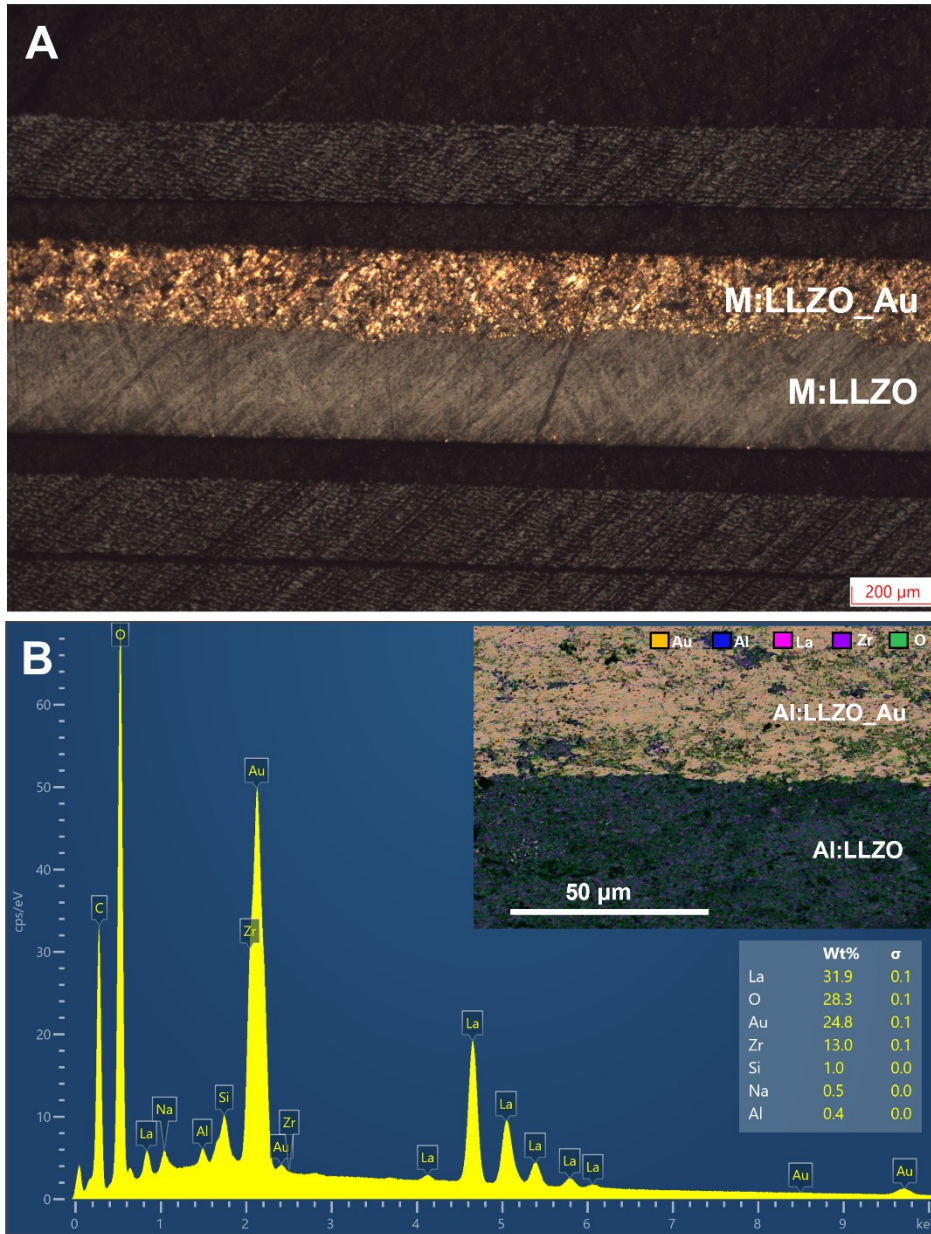 A
M:LLZO_Au
M:LLZO
200 µm
B
Au Al La Zr O
Al:LLZO_Au
Al:LLZO
50 µm
Wt% σ
La 31.9 0.1
O 28.3 0.1
Au 24.8 0.1
Zr 13.0 0.1
Si 1.0 0.0
Na 0.5 0.0
Al 0.4 0.0
cps/eV
60
50
40
30
20
10
0
O
C
Au
Zr
La
Na
Al
Si
Au
Zr
La
La
La
La
La
La
Au
Au
0 1 2 3 4 5 6 7 8 9 ke